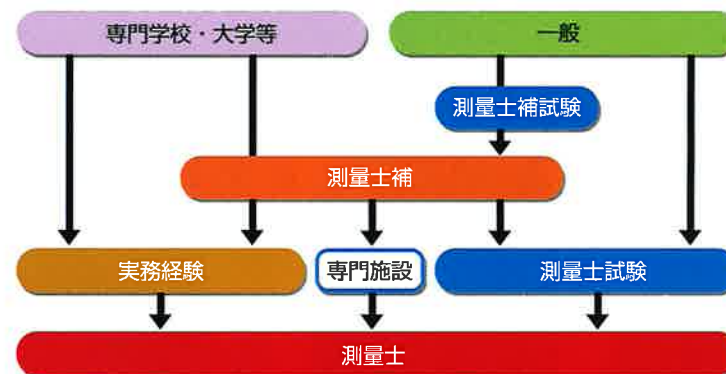 専門学校・大学等
一般
測量士補試験
測量士補
実務経験
専門施設
測量士試験
測量士